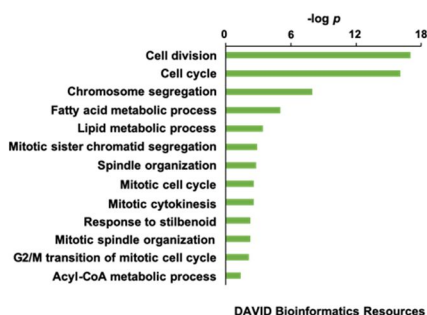 -log p
0 6 12 18
Cell division
Cell cycle
Chromosome segregation
Fatty acid metabolic process
Lipid metabolic process
Mitotic sister chromatid segregation
Spindle organization
Mitotic cell cycle
Mitotic cytokinesis
Response to stilbenoid
Mitotic spindle organization
G2/M transition of mitotic cell cycle
Acyl-CoA metabolic process
DAVID Bioinformatics Resources